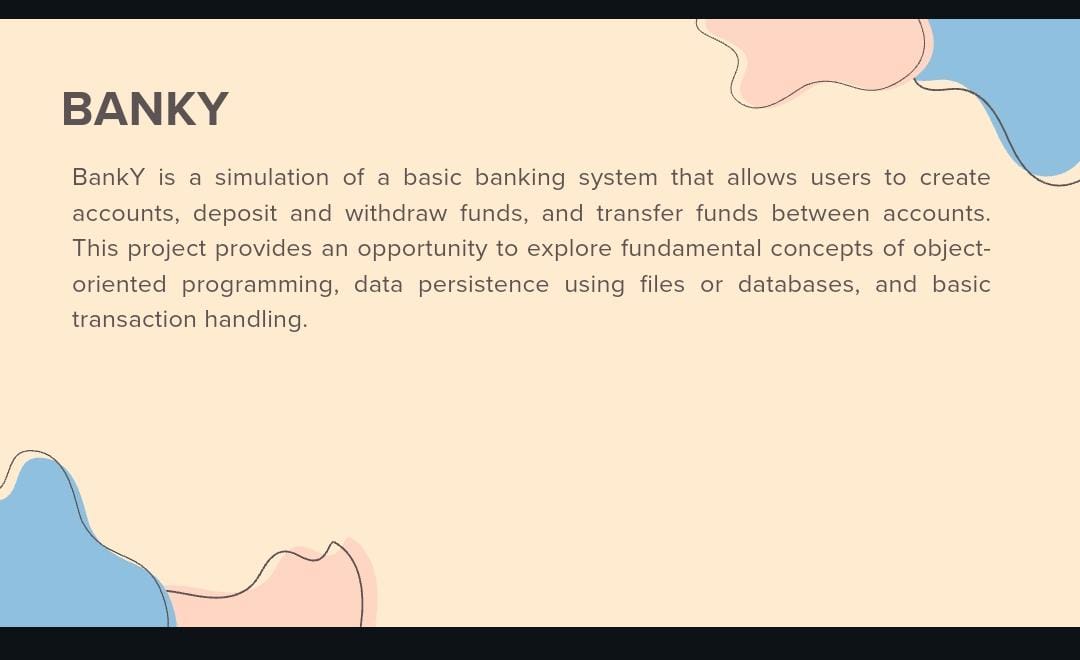 BANKY
BankY is a simulation of a basic banking system that allows users to create
accounts, deposit and withdraw funds, and transfer funds between accounts.
This project provides an opportunity to explore fundamental concepts of object-
oriented programming, data persistence using files or databases, and basic
transaction handling.